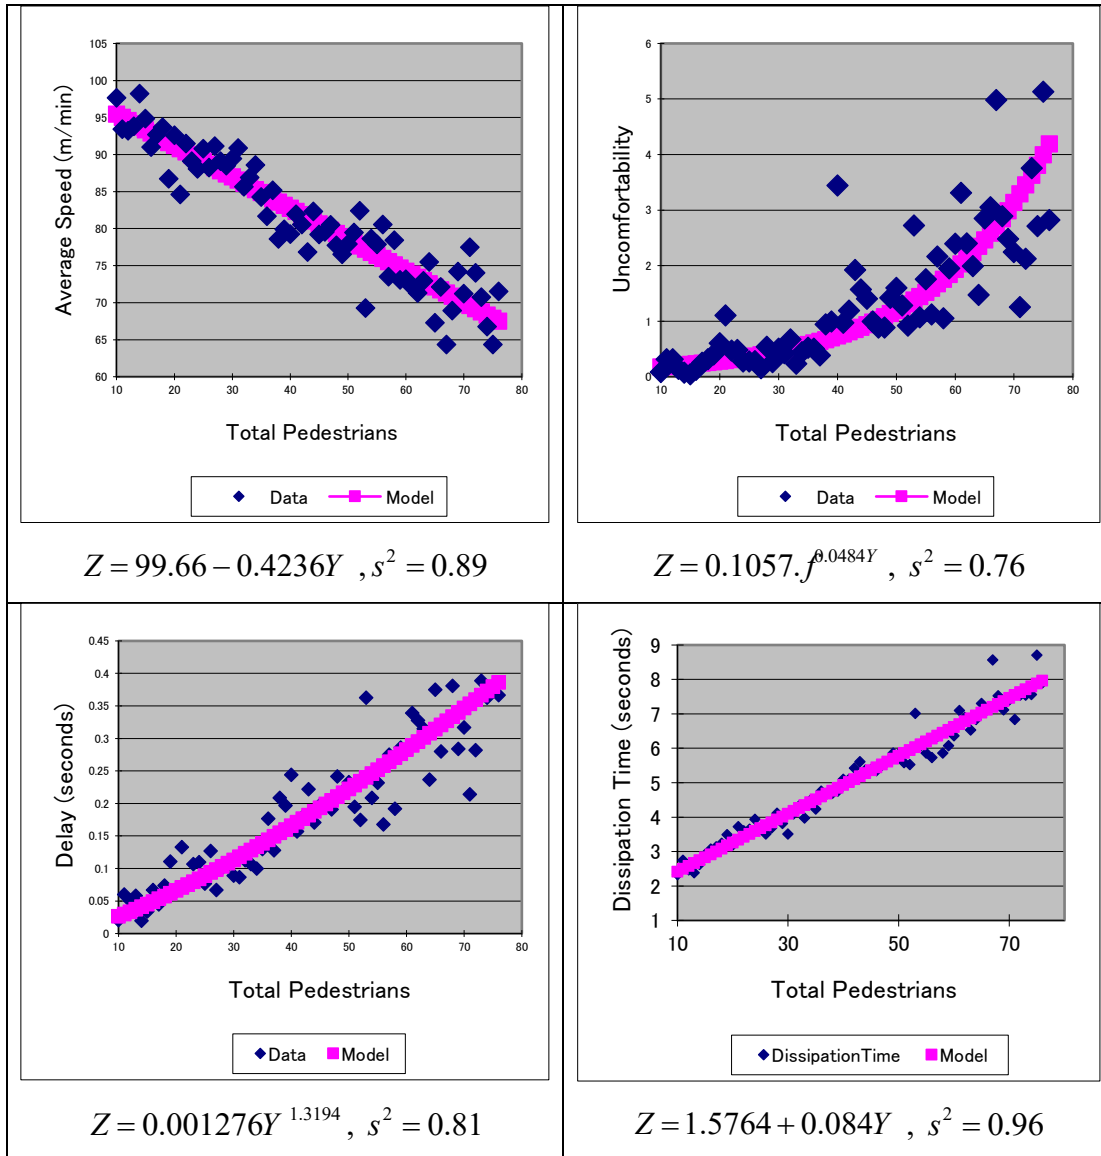 105
100
95
90
85
80
75
70
65
60
Average Speed (m/min)
10 20 30 40 50 60 70 80
Total Pedestrians
Data Model
Z = 99.66 − 0.4236Y , s² = 0.89
6
5
4
3
2
1
0
Uncomfortability
10 20 30 40 50 60 70 80
Total Pedestrians
Data Model
Z = 0.1057.f^0.0484Y , s² = 0.76
0.45
0.4
0.35
0.3
0.25
0.2
0.15
0.1
0.05
0
Delay (seconds)
10 20 30 40 50 60 70 80
Total Pedestrians
Data Model
Z = 0.001276Y^1.3194 , s² = 0.81
9
8
7
6
5
4
3
2
1
Dissipation Time (seconds)
10 30 50 70
Total Pedestrians
DissipationTime Model
Z = 1.5764 + 0.084Y , s² = 0.96